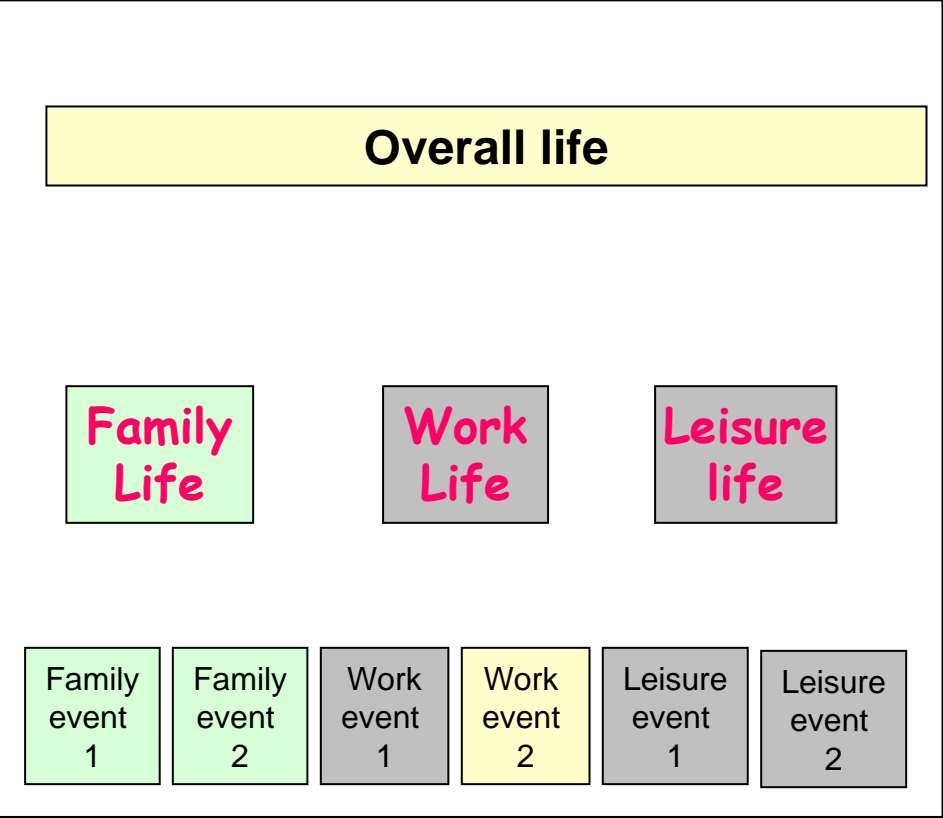 Overall life
Family
Life
Work
Life
Leisure
life
Family
event
1
Family
event
2
Work
event
1
Work
event
2
Leisure
event
1
Leisure
event
2